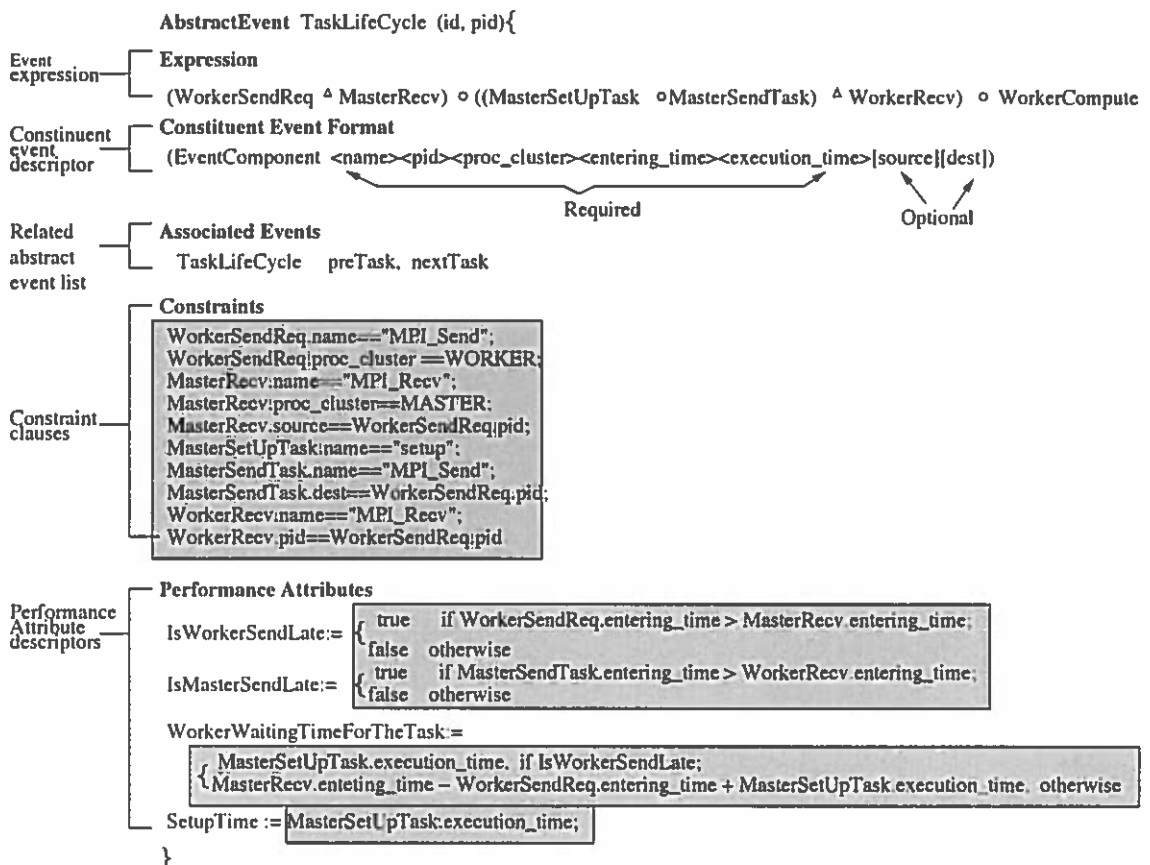 AbstractEvent TaskLifeCycle (id, pid){
Event
expression
Expression
(WorkerSendReq Δ MasterRecv) ∘ ((MasterSetUpTask ∘MasterSendTask) Δ WorkerRecv) ∘ WorkerCompute
Constinuent
event
descriptor
Constituent Event Format
(EventComponent <name><pid><proc_cluster><entering_time><execution_time>[source][dest])
Required
Optional
Related
abstract
event list
Associated Events
TaskLifeCycle preTask, nextTask
Constraints
Constraint
clauses
WorkerSendReq.name=="MPI_Send";
WorkerSendReq.proc_cluster==WORKER;
MasterRecv.name=="MPI_Recv";
MasterRecv.proc_cluster==MASTER;
MasterRecv.source==WorkerSendReq.pid;
MasterSetUpTask.name=="setup";
MasterSendTask.name=="MPI_Send";
MasterSendTask.dest==WorkerSendReq.pid;
WorkerRecv.name=="MPI_Recv";
WorkerRecv.pid==WorkerSendReq.pid
Performance
Attribute
descriptors
Performance Attributes
IsWorkerSendLate:= { true if WorkerSendReq.entering_time > MasterRecv.entering_time;
false otherwise
IsMasterSendLate:= { true if MasterSendTask.entering_time > WorkerRecv.entering_time;
false otherwise
WorkerWaitingTimeForTheTask:=
{ MasterSetUpTask.execution_time, if IsWorkerSendLate;
MasterRecv.enteting_time – WorkerSendReq.entering_time + MasterSetUpTask.execution_time, otherwise
SetupTime := MasterSetUpTask.execution_time;
}